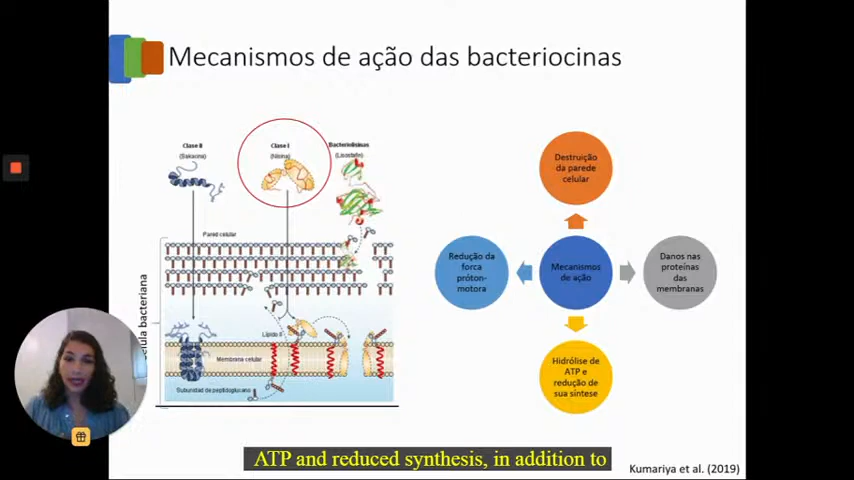 Mecanismos de ação das bacteriocinas
Clase II
(Sakacina)
Clase I
(Nisina)
Bacteriolisinas
(Lisostafin)
Pared celular
Célula bacteriana
Lípido II
Membrana celular
Subunidad de peptidoglucano
Destruição
da parede
celular
Redução da
força
próton-
motora
Mecanismos
de ação
Danos nas
proteínas
das
membranas
Hidrólise de
ATP e
redução de
sua síntese
ATP and reduced synthesis, in addition to
Kumariya et al. (2019)